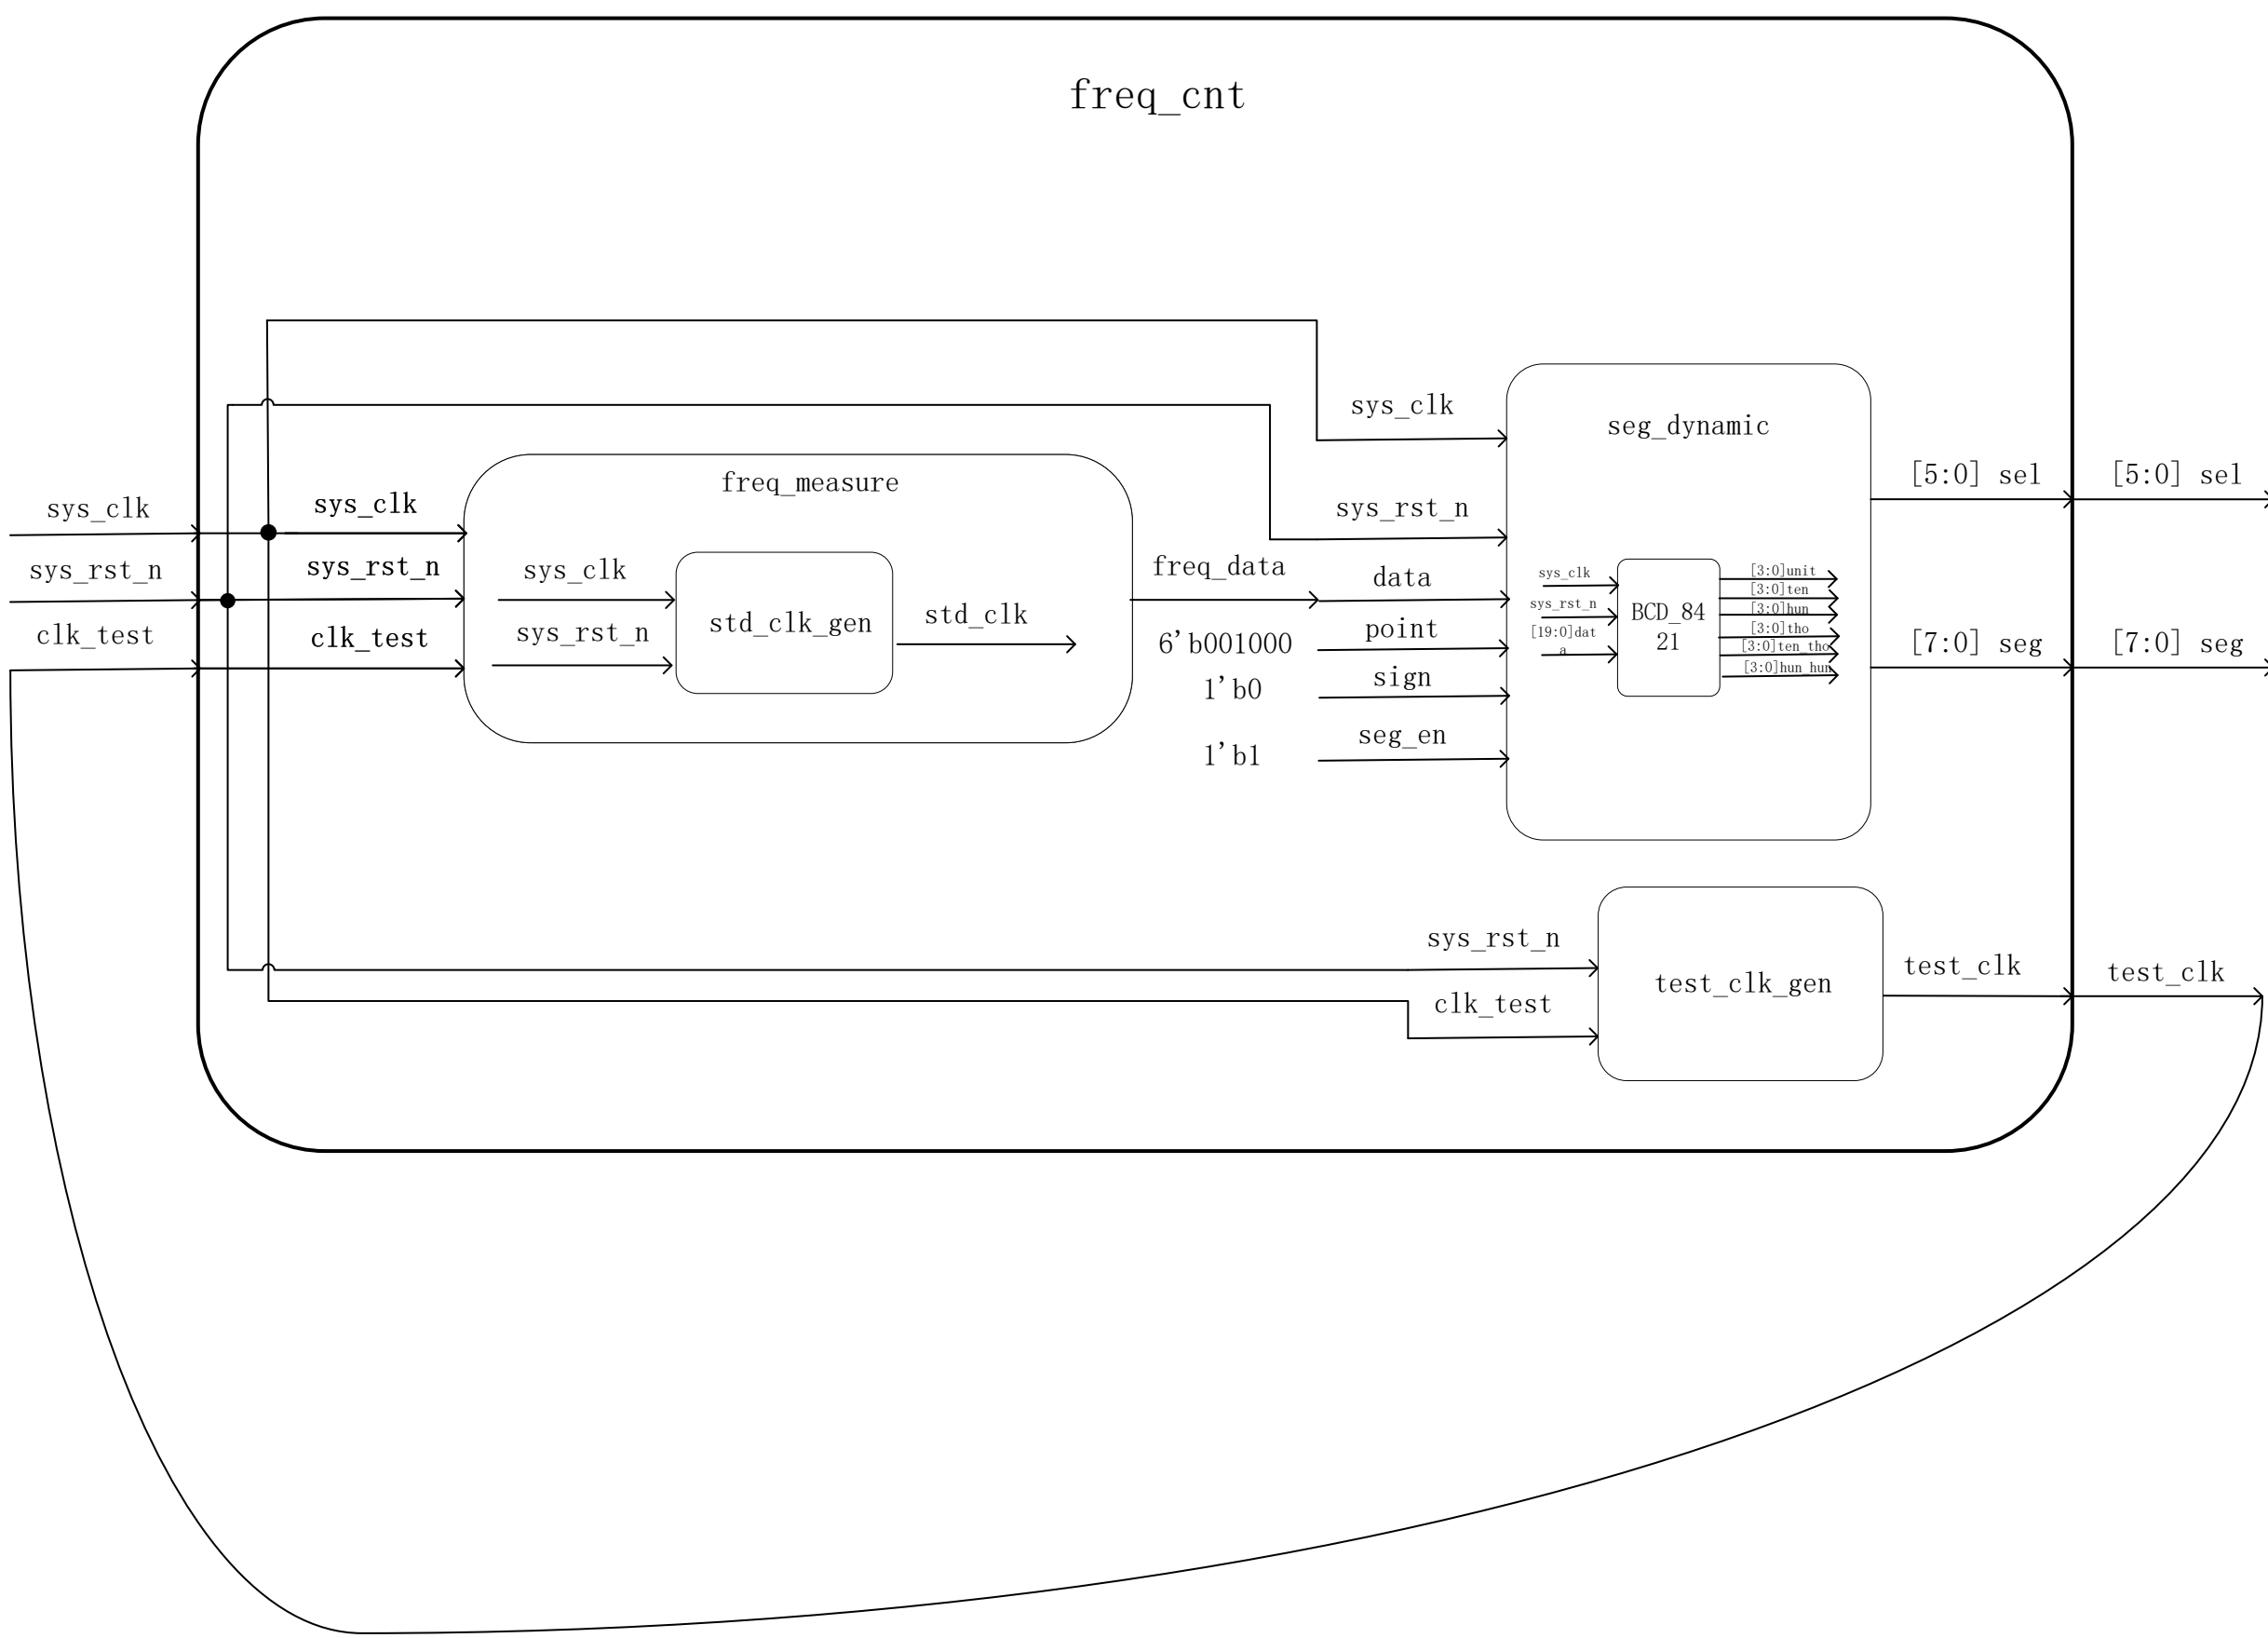 freq_cnt
sys_clk
sys_rst_n
clk_test
sys_clk
sys_rst_n
clk_test
freq_measure
sys_clk
sys_rst_n
std_clk_gen
std_clk
freq_data
6'b001000
1'b0
1'b1
sys_clk
sys_rst_n
data
point
sign
seg_en
seg_dynamic
sys_clk
sys_rst_n
[19:0]dat
a
BCD_84
21
[3:0]unit
[3:0]ten
[3:0]hun
[3:0]tho
[3:0]ten_tho
[3:0]hun_hun
[5:0] sel
[7:0] seg
[5:0] sel
[7:0] seg
sys_rst_n
clk_test
test_clk_gen
test_clk
test_clk